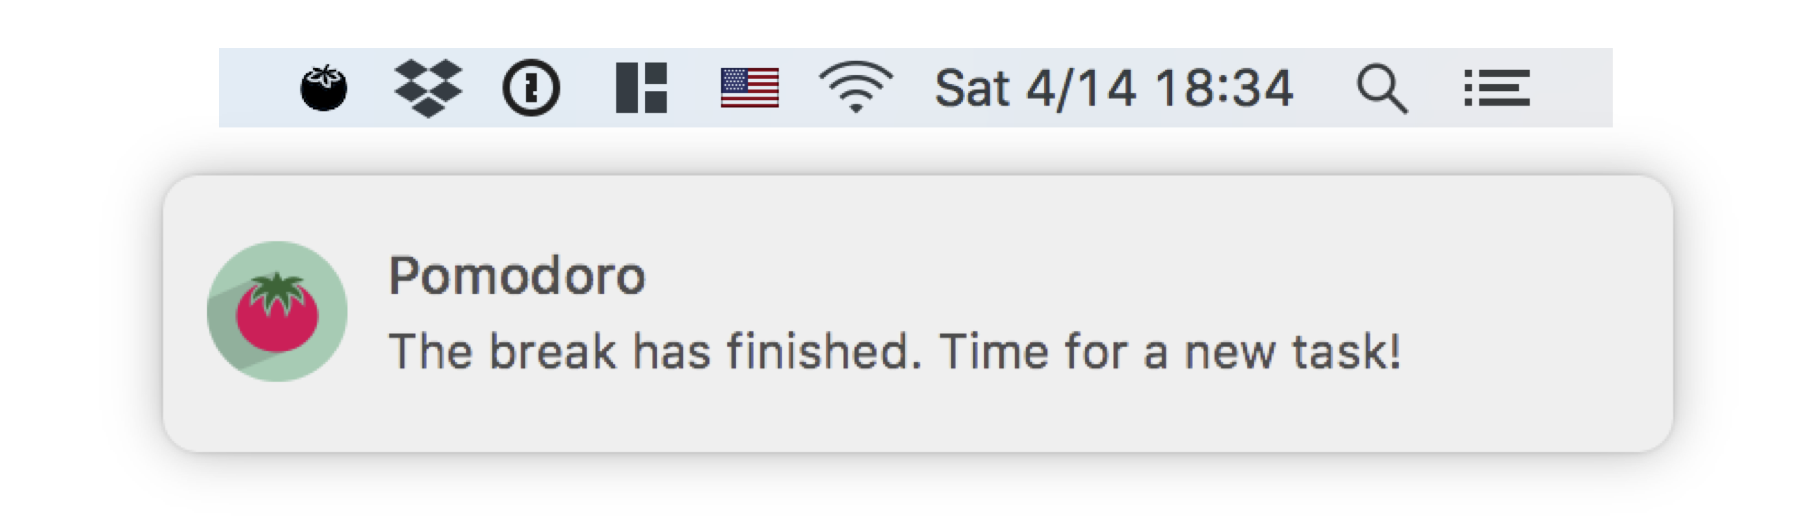 Sat 4/14 18:34
Pomodoro
The break has finished. Time for a new task!